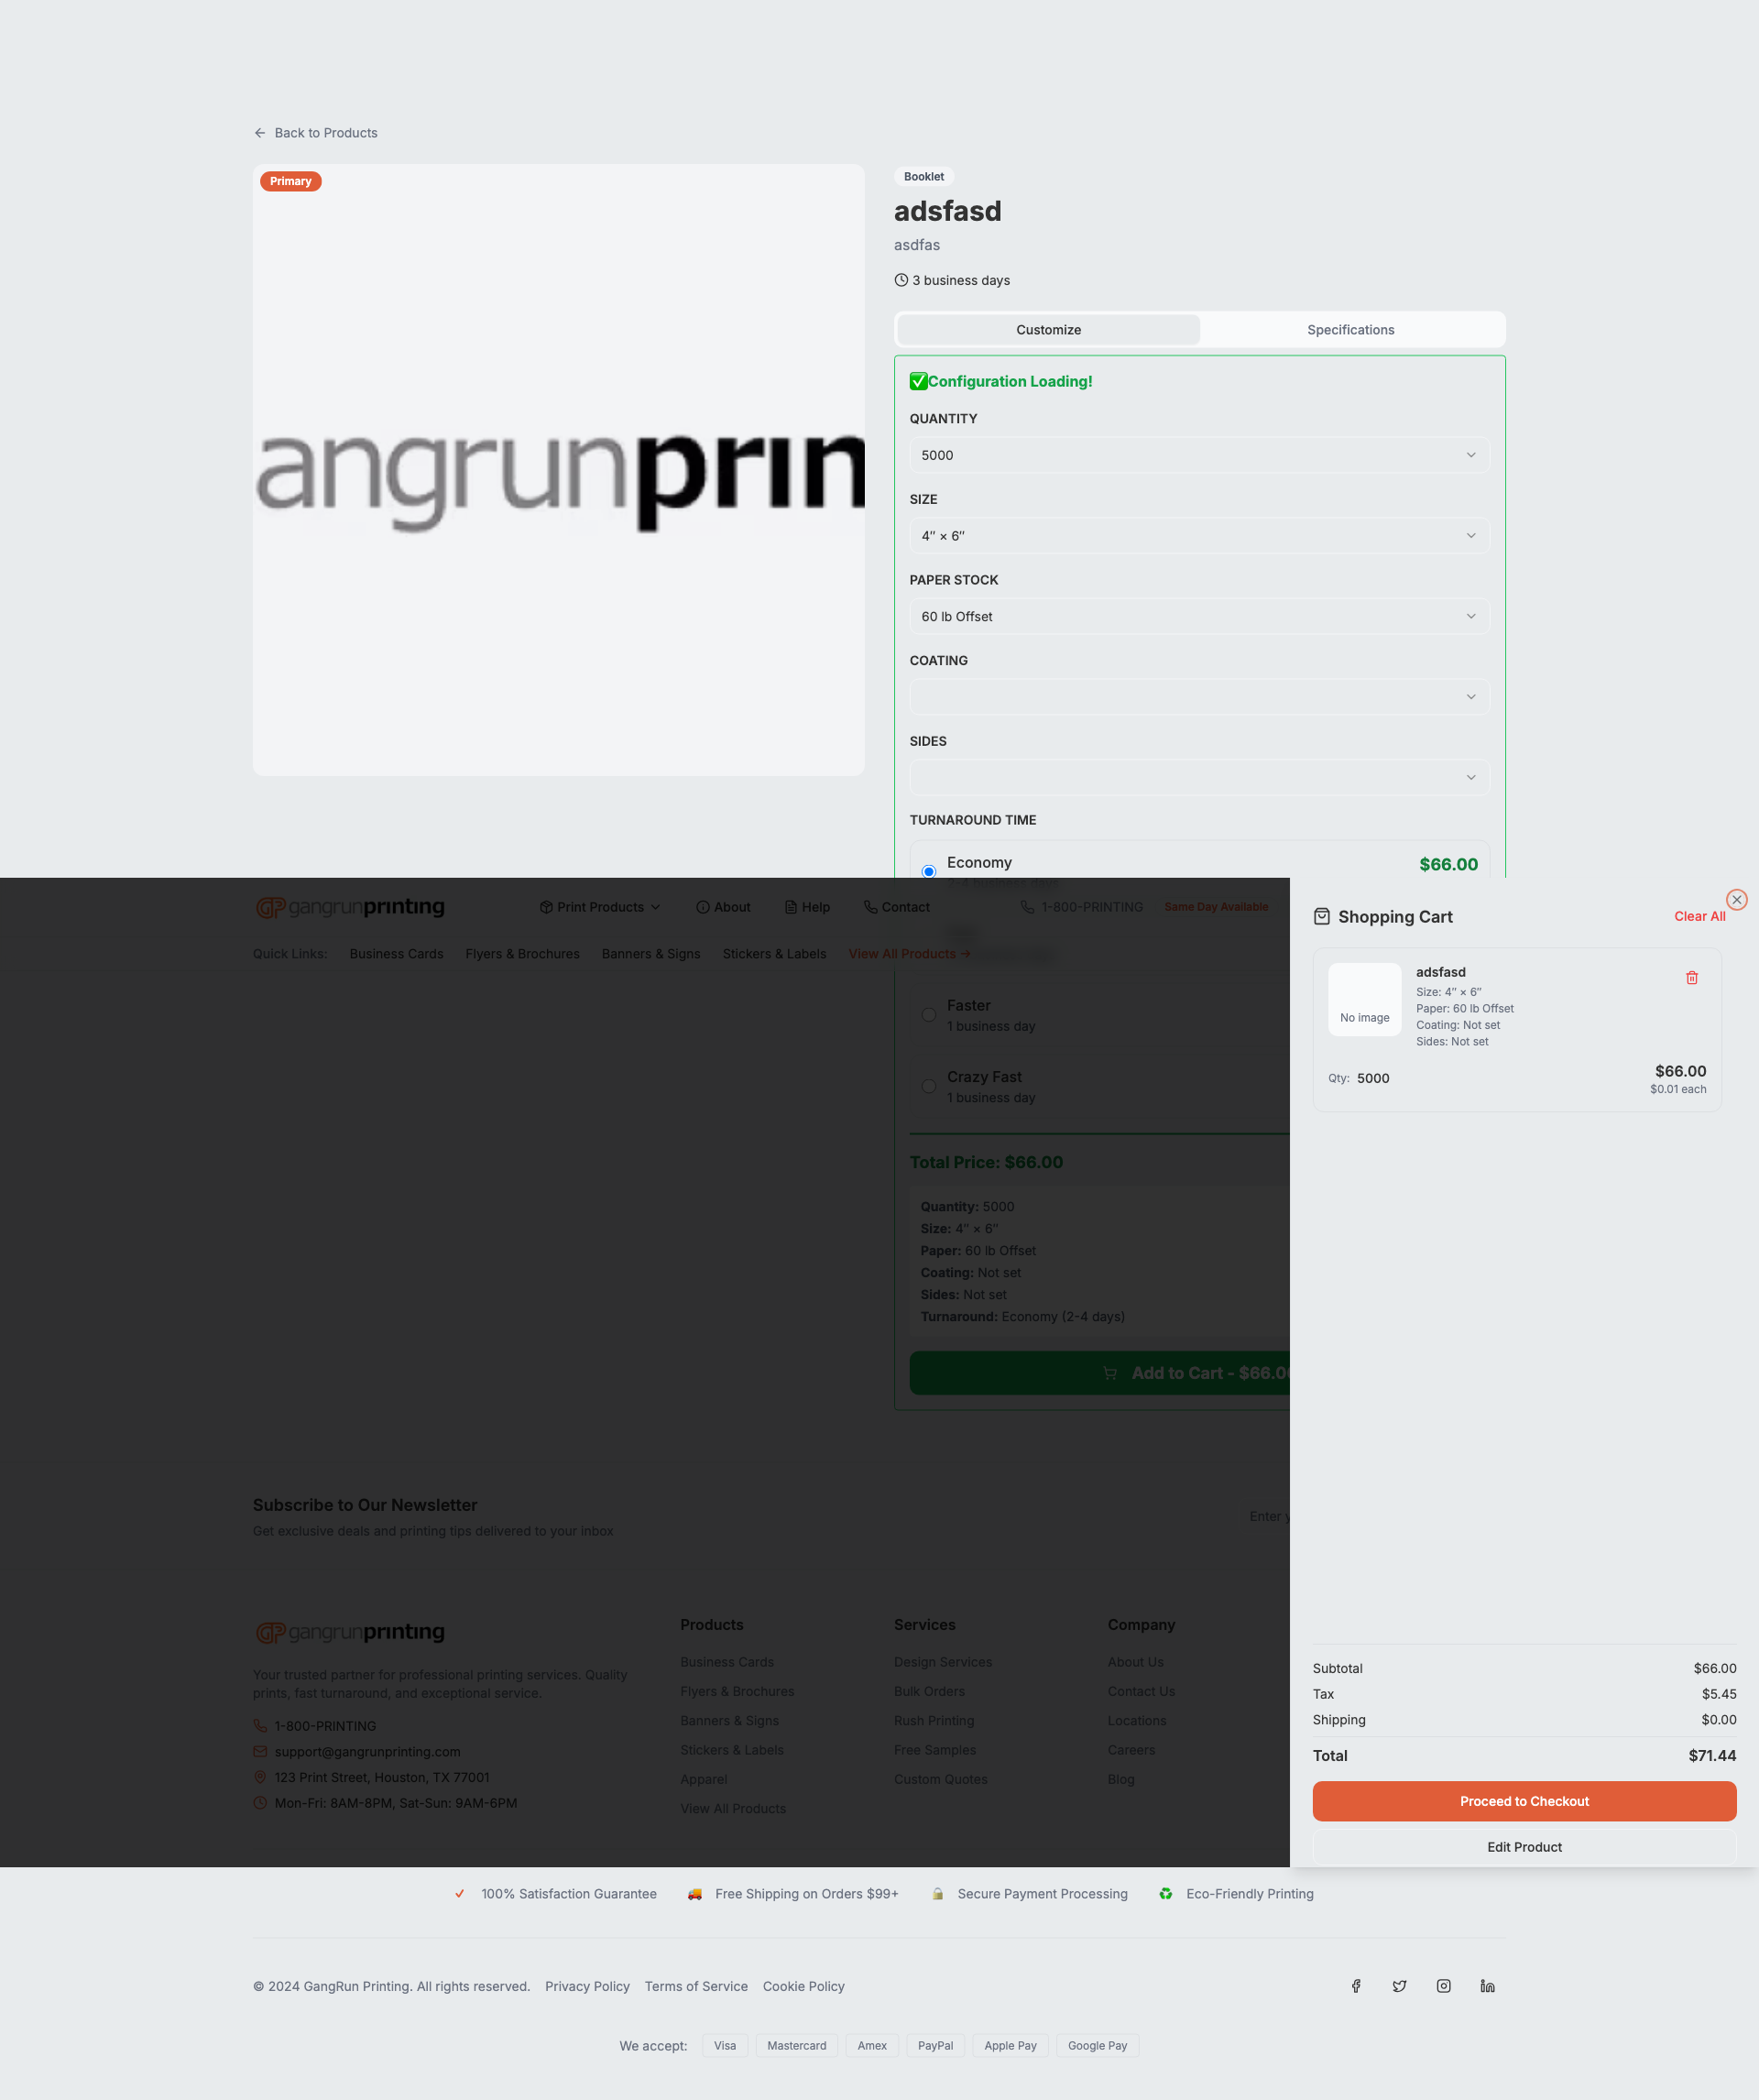 Back to Products
Primary
angrunprin
Booklet
adsfasd
asdfas
3 business days
Customize
Specifications
✅Configuration Loading!
QUANTITY
5000
SIZE
4″ × 6″
PAPER STOCK
60 lb Offset
COATING
SIDES
TURNAROUND TIME
Economy
$66.00
gangrunprinting
Print Products
About
Help
Contact
1-800-PRINTING
Same Day Available
Quick Links:
Business Cards
Flyers & Brochures
Banners & Signs
Stickers & Labels
View All Products →
Faster
1 business day
Crazy Fast
1 business day
Total Price: $66.00
Quantity: 5000
Size: 4″ × 6″
Paper: 60 lb Offset
Coating: Not set
Sides: Not set
Turnaround: Economy (2-4 days)
Add to Cart - $66.0
Shopping Cart
Clear All
No image
adsfasd
Size: 4″ × 6″
Paper: 60 lb Offset
Coating: Not set
Sides: Not set
Qty: 5000
$66.00
$0.01 each
Subtotal
$66.00
Tax
$5.45
Shipping
$0.00
Total
$71.44
Proceed to Checkout
Edit Product
Subscribe to Our Newsletter
Get exclusive deals and printing tips delivered to your inbox
Enter
gangrunprinting
Your trusted partner for professional printing services. Quality
prints, fast turnaround, and exceptional service.
1-800-PRINTING
support@gangrunprinting.com
123 Print Street, Houston, TX 77001
Mon-Fri: 8AM-8PM, Sat-Sun: 9AM-6PM
Products
Business Cards
Flyers & Brochures
Banners & Signs
Stickers & Labels
Apparel
View All Products
Services
Design Services
Bulk Orders
Rush Printing
Free Samples
Custom Quotes
Company
About Us
Contact Us
Locations
Careers
Blog
✓ 100% Satisfaction Guarantee
🚚 Free Shipping on Orders $99+
🔒 Secure Payment Processing
♻️ Eco-Friendly Printing
© 2024 GangRun Printing. All rights reserved.
Privacy Policy
Terms of Service
Cookie Policy
We accept:
Visa
Mastercard
Amex
PayPal
Apple Pay
Google Pay